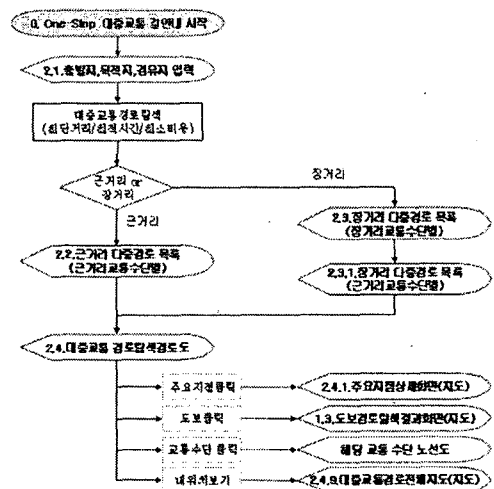 0. One-Stop 대중교통 길안내 시작
2.1.출발지,목적지,경유지 입력
대중교통경로탐색
(최단거리/최적시간/최소비용)
근거리 or
장거리
장거리
근거리
2.3.장거리 다중경로 목록
(장거리교통수단별)
2.2.근거리 다중경로 목록
(근거리교통수단별)
2.3.1.장거리 다중경로 목록
(근거리교통수단별)
2.4.대중교통 경로탐색경로도
주요지점클릭
2.4.1.주요지점상세화면(지도)
도보클릭
1.3.도보경로탐색결과화면(지도)
교통수단 클릭
해당 교통 수단 노선도
내위치보기
2.4.9.대중교통경로전체지도(지도)